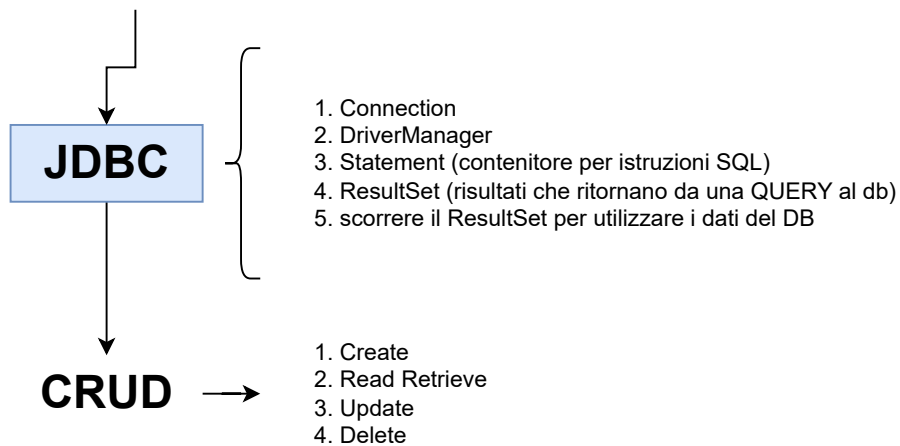 JDBC
1. Connection
2. DriverManager
3. Statement (contenitore per istruzioni SQL)
4. ResultSet (risultati che ritornano da una QUERY al db)
5. scorrere il ResultSet per utilizzare i dati del DB
CRUD
1. Create
2. Read Retrieve
3. Update
4. Delete